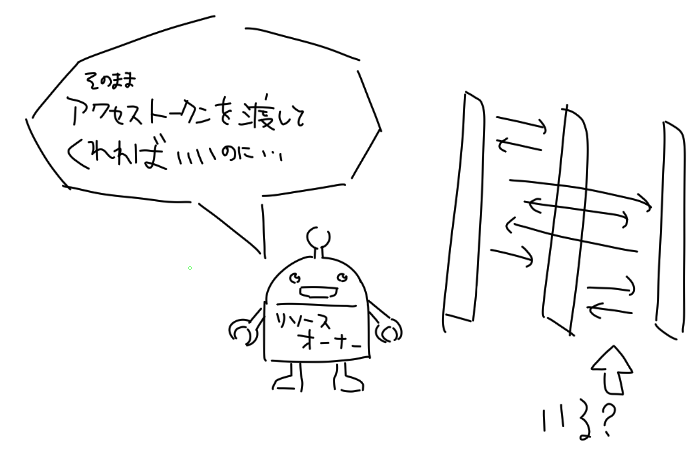 そのまま
アクセストークンを渡して
くれればいいのに…
リソース
オーナー
いる?